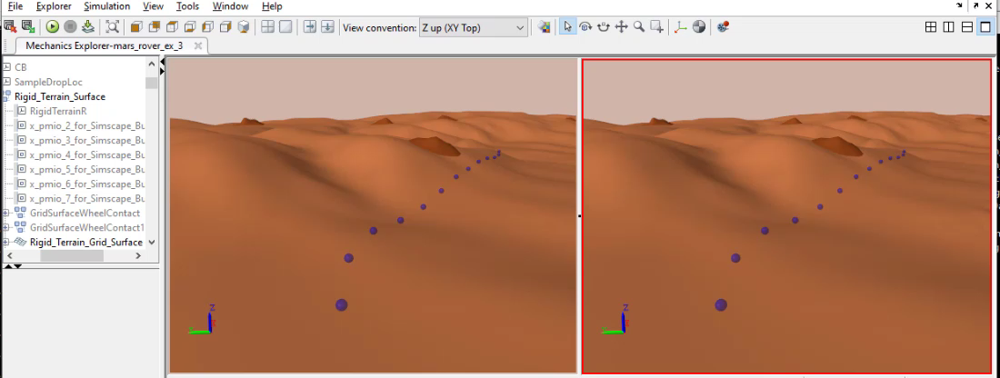 File Explorer Simulation View Tools Window Help
View convention: Z up (XY Top)
Mechanics Explorer-mars_rover_ex_3
CB
SampleDropLoc
Rigid_Terrain_Surface
RigidTerrainR
x_pmio_2_for_Simscape_Bu
x_pmio_3_for_Simscape_Bu
x_pmio_4_for_Simscape_Bu
x_pmio_5_for_Simscape_Bu
x_pmio_6_for_Simscape_Bu
x_pmio_7_for_Simscape_Bu
GridSurfaceWheelContact
GridSurfaceWheelContact1
Rigid_Terrain_Grid_Surface
z
z